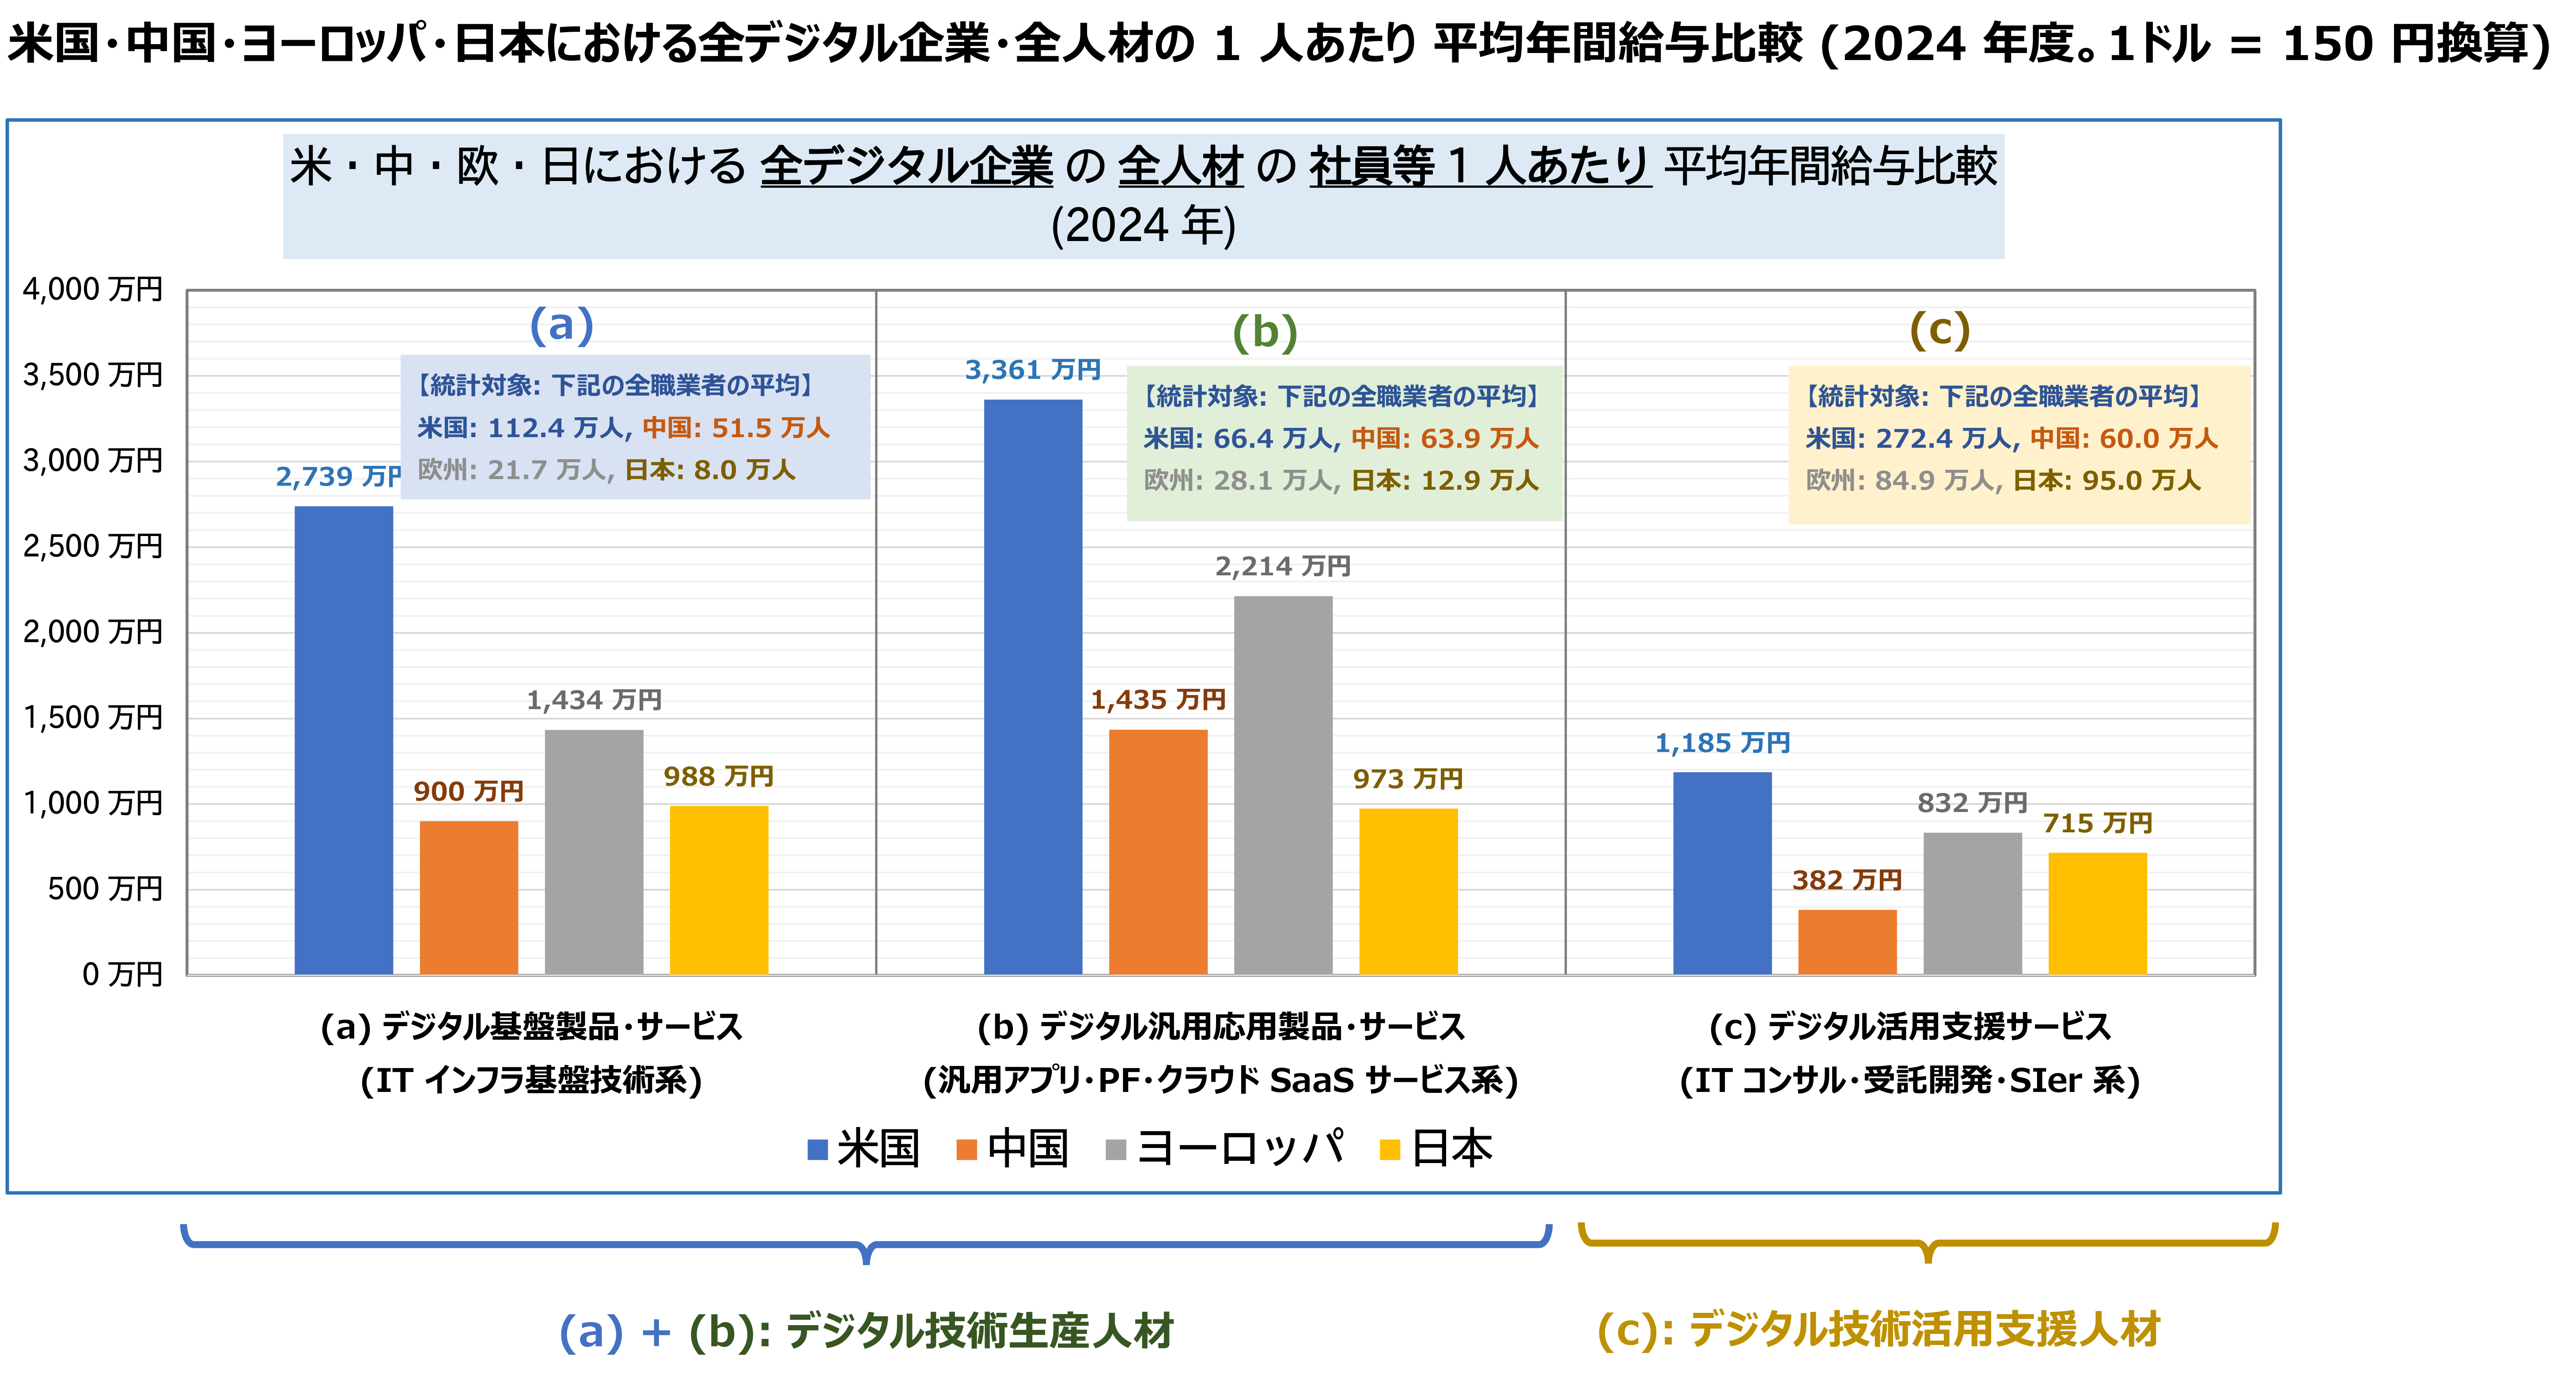 米国・中国・ヨーロッパ・日本における全デジタル企業・全人材の 1 人あたり 平均年間給与比較 (2024 年度。1ドル = 150 円換算)
米・中・欧・日における 全デジタル企業 の 全人材 の 社員等 1 人あたり 平均年間給与比較
(2024 年)
4,000 万円
3,500 万円
3,000 万円
2,500 万円
2,000 万円
1,500 万円
1,000 万円
500 万円
0 万円
(a)
【統計対象: 下記の全職業者の平均】
米国: 112.4 万人, 中国: 51.5 万人
欧州: 21.7 万人, 日本: 8.0 万人
2,739 万円
900 万円
1,434 万円
988 万円
(b)
【統計対象: 下記の全職業者の平均】
米国: 66.4 万人, 中国: 63.9 万人
欧州: 28.1 万人, 日本: 12.9 万人
3,361 万円
1,435 万円
2,214 万円
973 万円
(c)
【統計対象: 下記の全職業者の平均】
米国: 272.4 万人, 中国: 60.0 万人
欧州: 84.9 万人, 日本: 95.0 万人
1,185 万円
382 万円
832 万円
715 万円
(a) デジタル基盤製品・サービス
(IT インフラ基盤技術系)
(b) デジタル汎用応用製品・サービス
(汎用アプリ・PF・クラウド SaaS サービス系)
(c) デジタル活用支援サービス
(IT コンサル・受託開発・SIer 系)
米国 中国 ヨーロッパ 日本
(a) + (b): デジタル技術生産人材
(c): デジタル技術活用支援人材